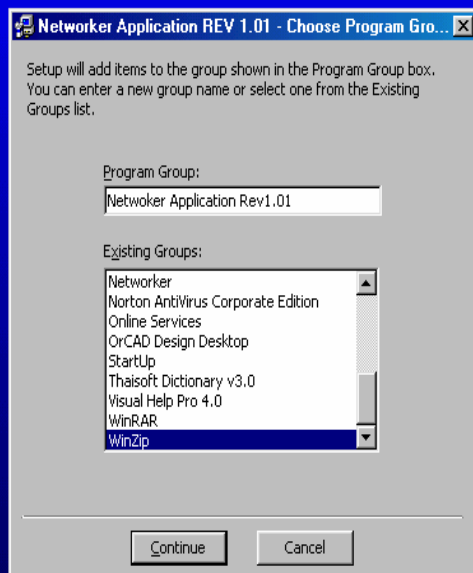 Networker Application REV 1.01 - Choose Program Gro...
Setup will add items to the group shown in the Program Group box.
You can enter a new group name or select one from the Existing
Groups list.
Program Group:
Netwoker Application Rev1.01
Existing Groups:
Networker
Norton AntiVirus Corporate Edition
Online Services
OrCAD Design Desktop
StartUp
Thaisoft Dictionary v3.0
Visual Help Pro 4.0
WinRAR
WinZip
Continue
Cancel